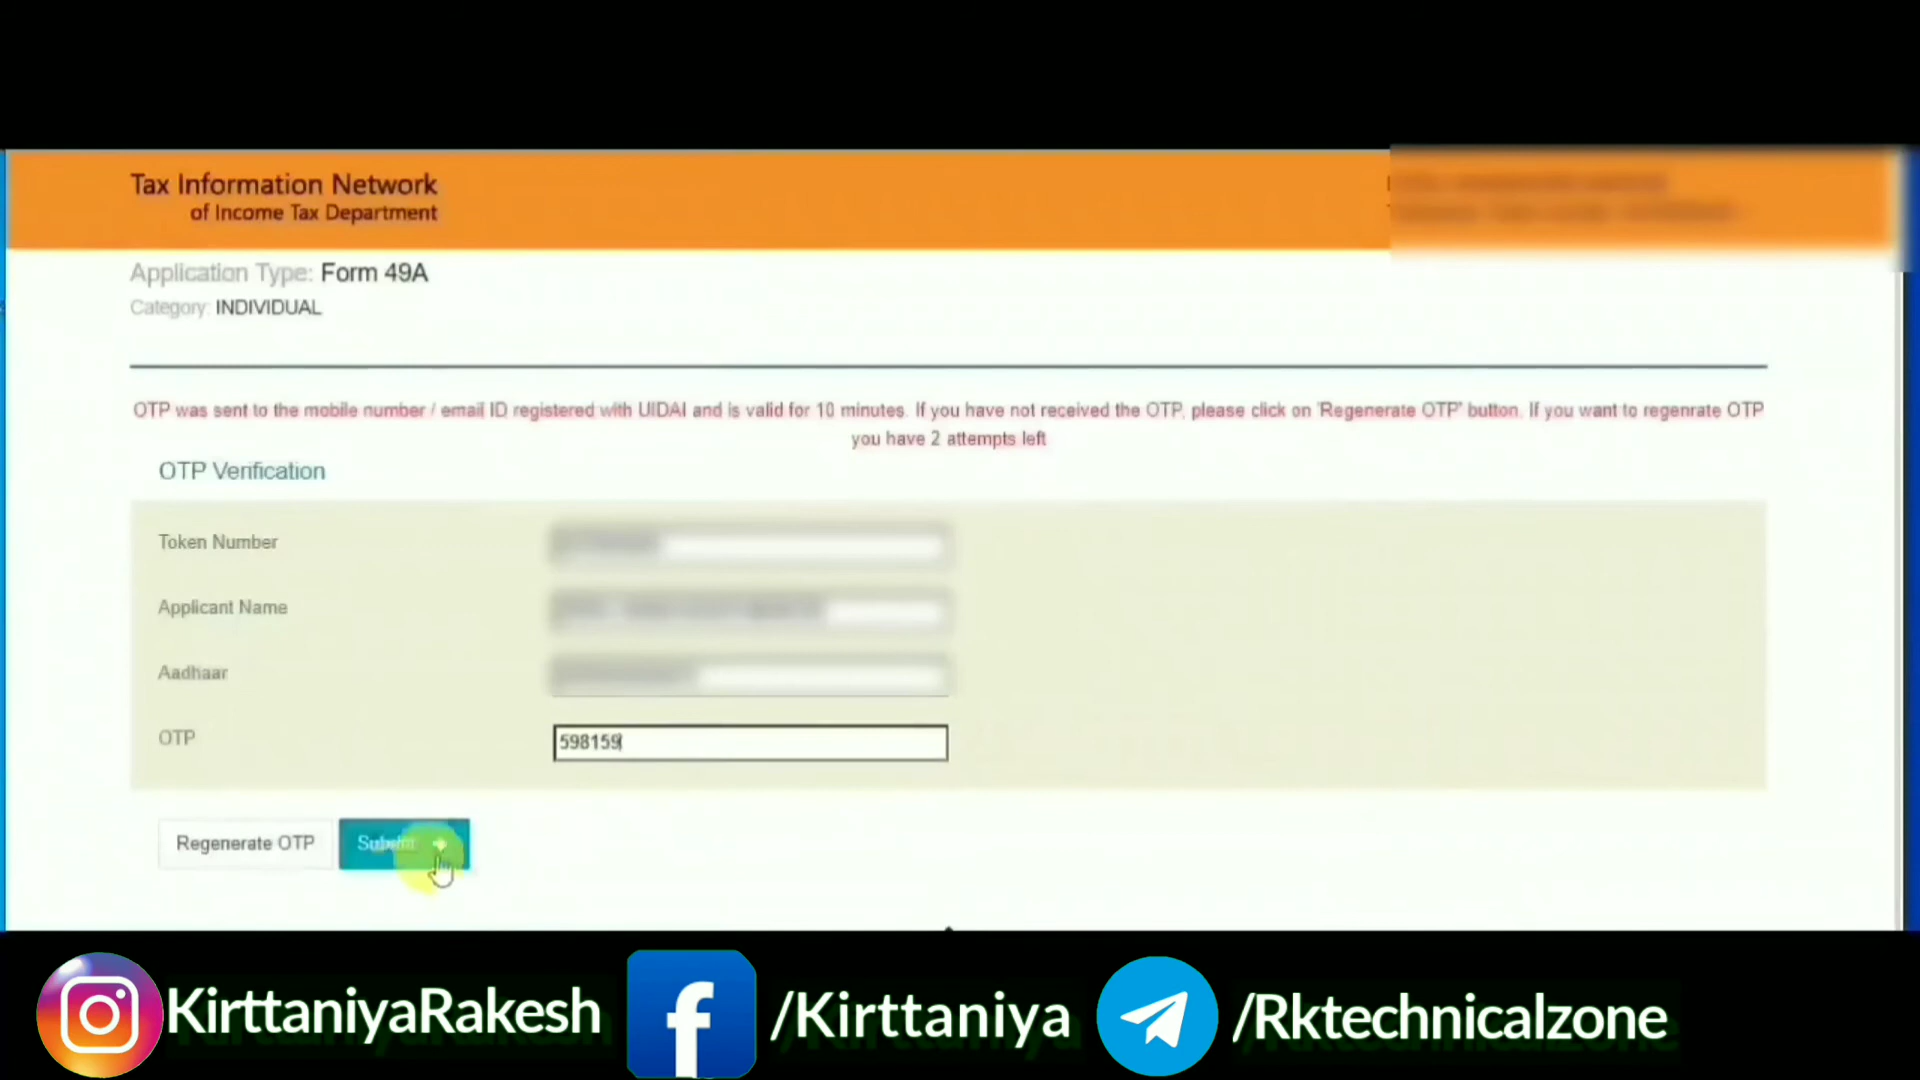 Tax Information Network
of Income Tax Department
Application Type: Form 49A
Category: INDIVIDUAL
OTP was sent to the mobile number / email ID registered with UIDAI and is valid for 10 minutes. If you have not received the OTP, please click on 'Regenerate OTP' button. If you want to regenrate OTP
you have 2 attempts left
OTP Verification
Token Number
Applicant Name
Aadhaar
OTP 598159
Regenerate OTP Submit
KirttaniyaRakesh /Kirttaniya /Rktechnicalzone